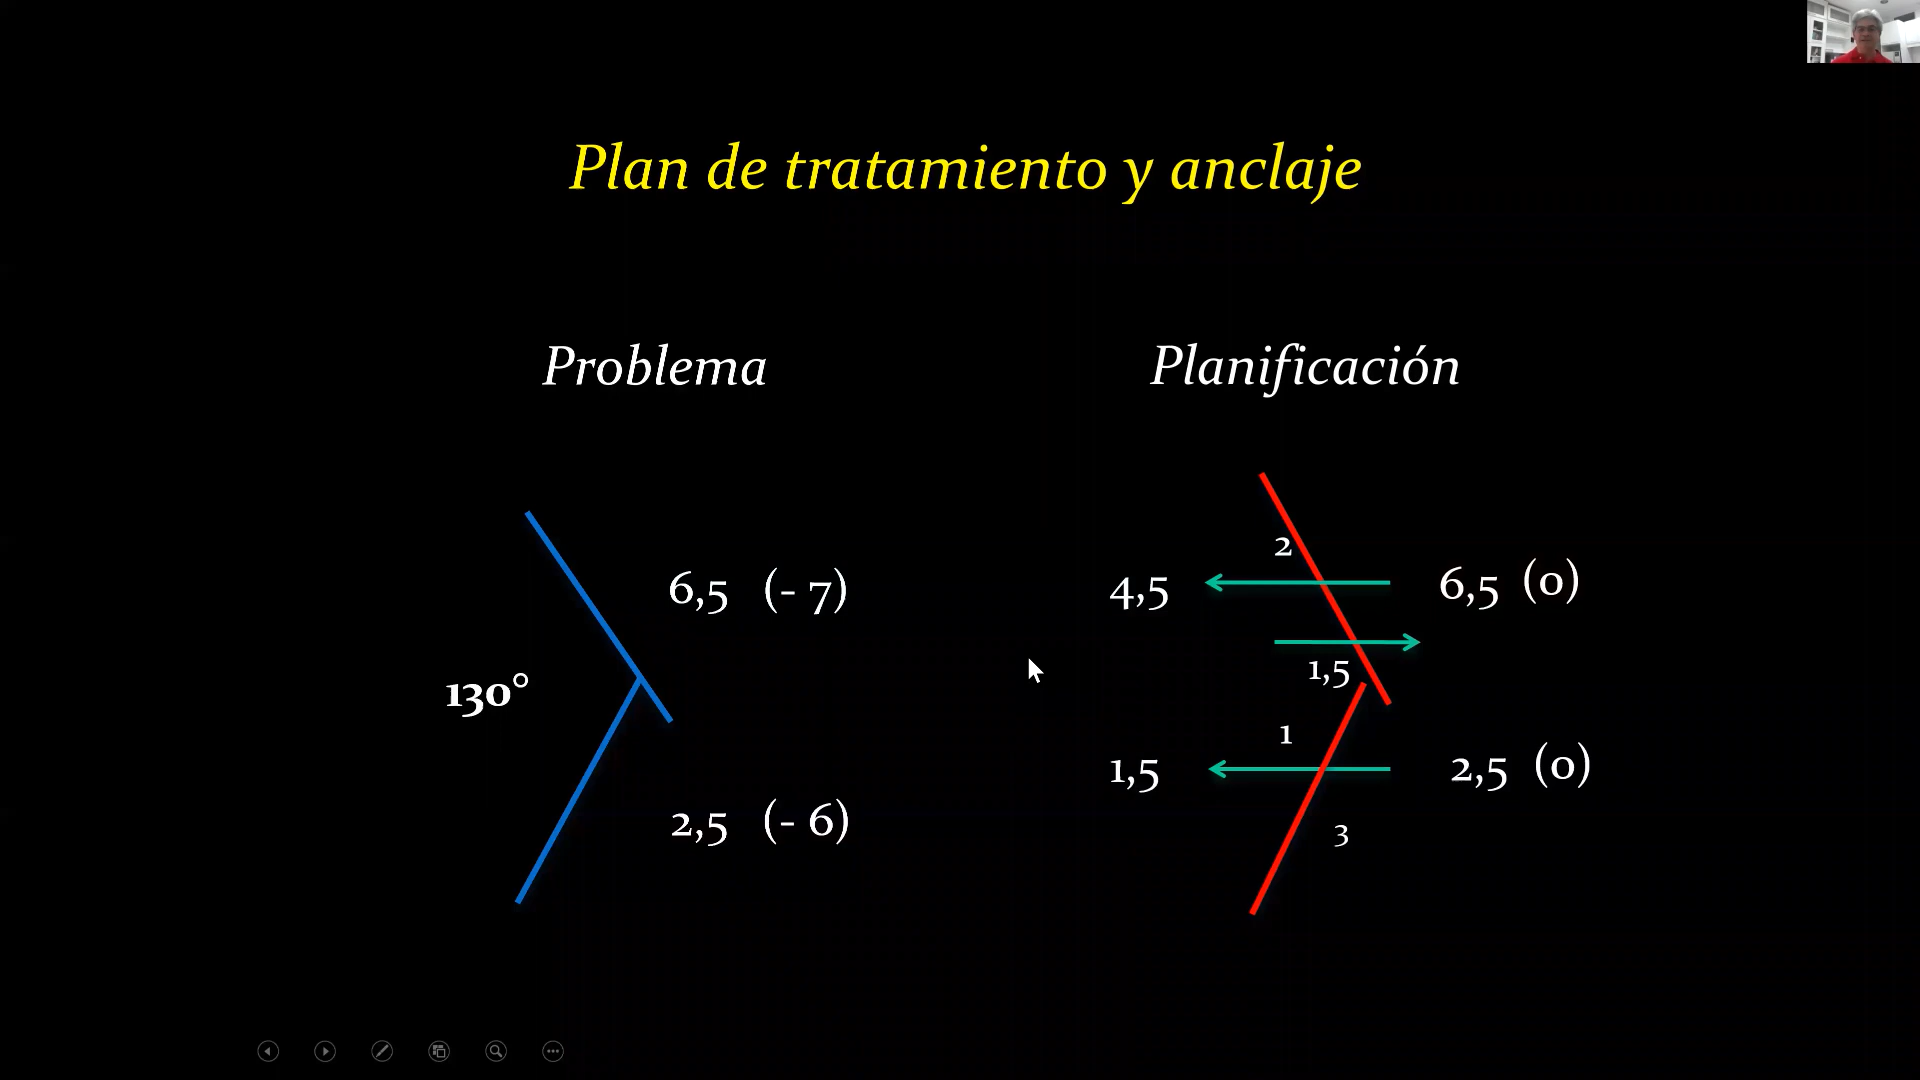 Plan de tratamiento y anclaje
Problema
6,5 (- 7)
130°
2,5 (- 6)
Planificación
2
4,5
6,5 (0)
1,5
1
1,5
2,5 (0)
3